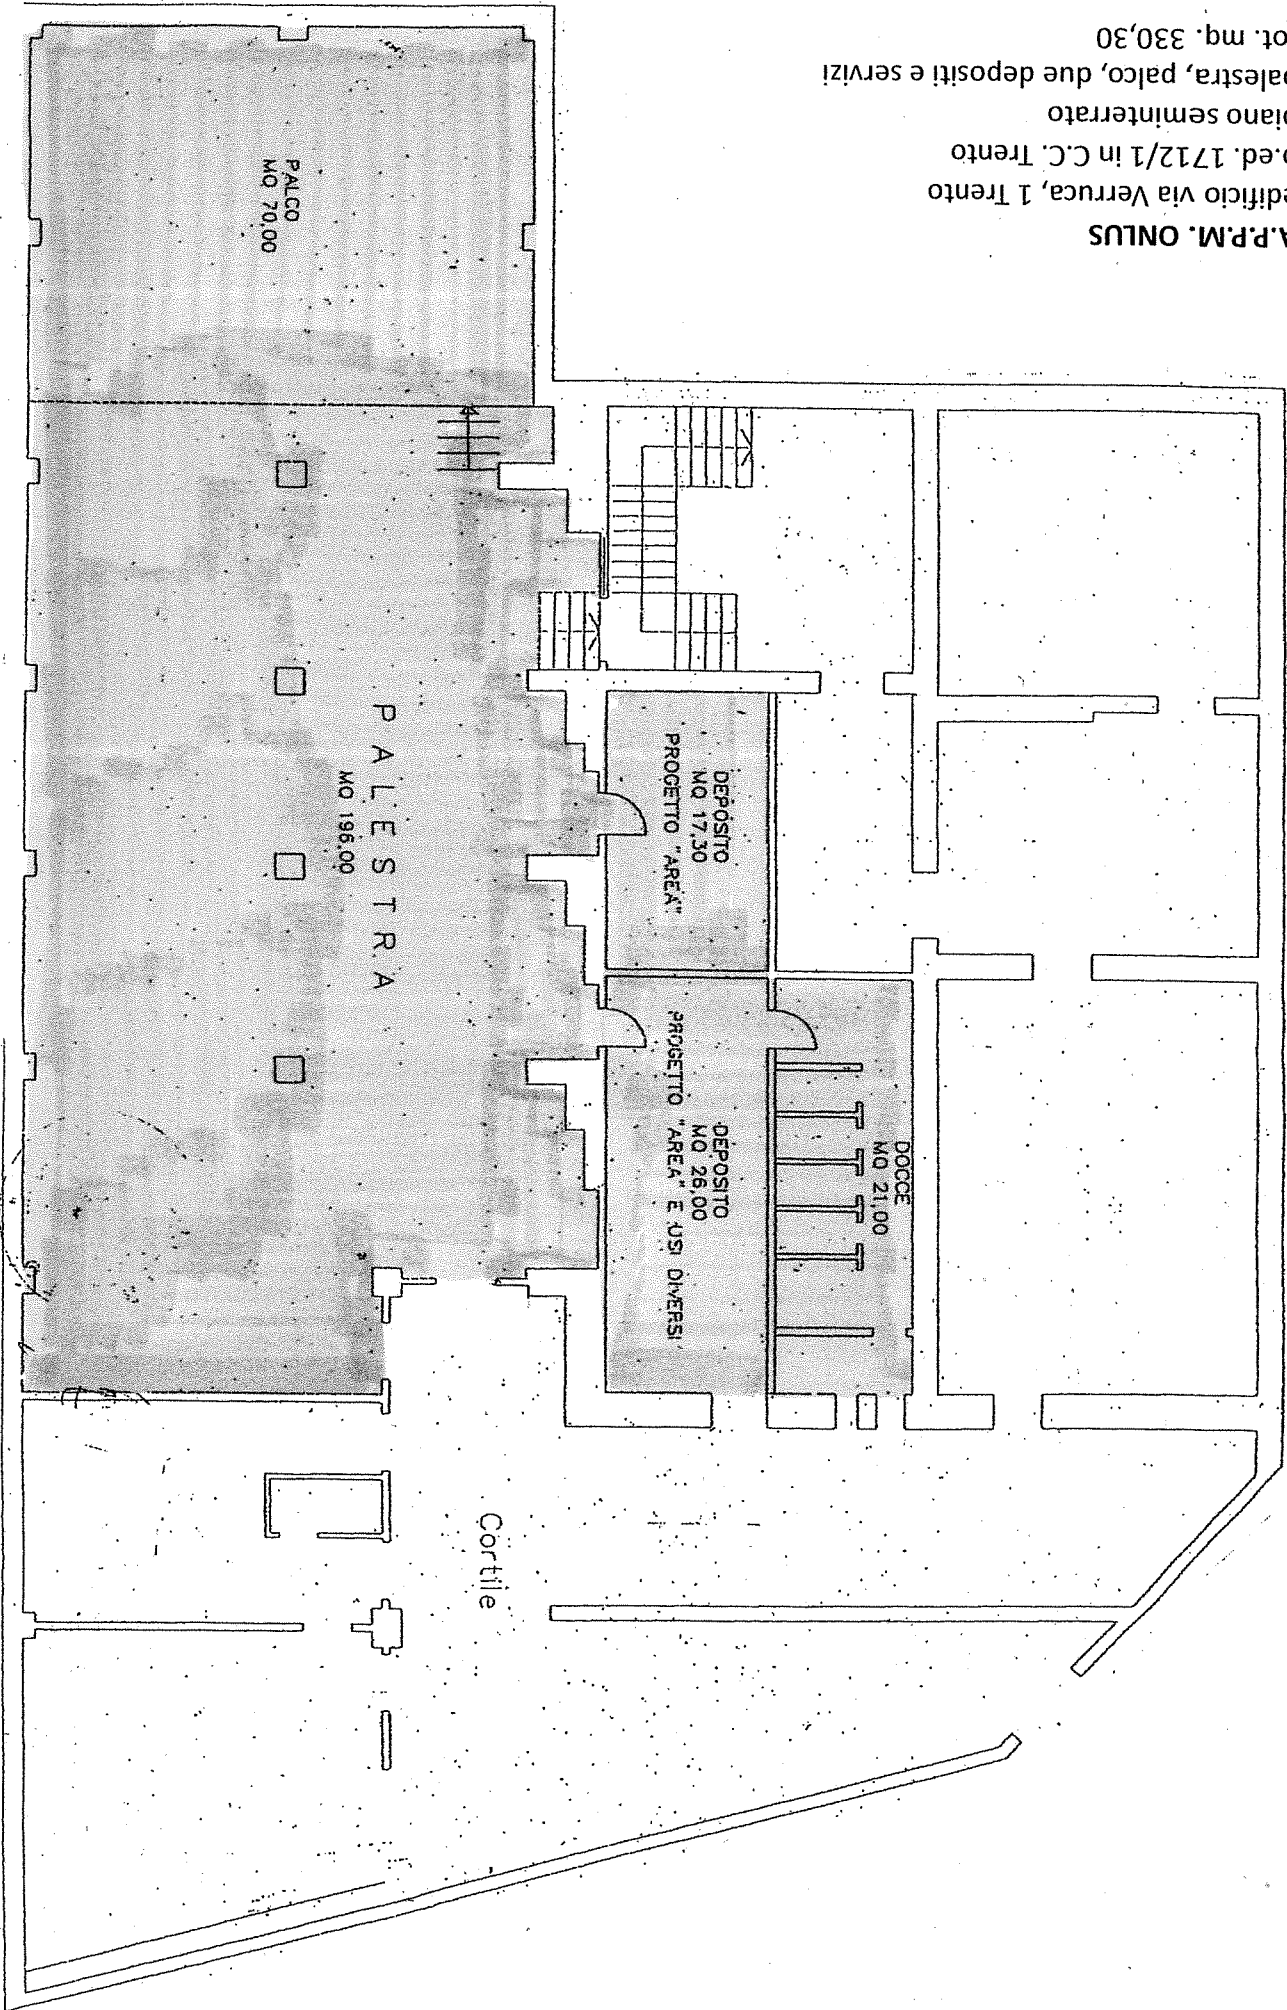 A.P.P.M. ONLUS
edificio via Verruca, 1 Trento
p.ed. 1712/1 in C.C. Trento
piano seminterrato
palestra, palco, due depositi e servizi
tot. mq. 330,30
PALCO
MQ 70,00
PALESTRA
MQ 196,00
DEPOSITO
MQ 17,30
PROGETTO "AREA"
DEPOSITO
MQ 26,00
PROGETTO "AREA" E USI DIVERSI
DOCCE
MQ 21,00
Cortile